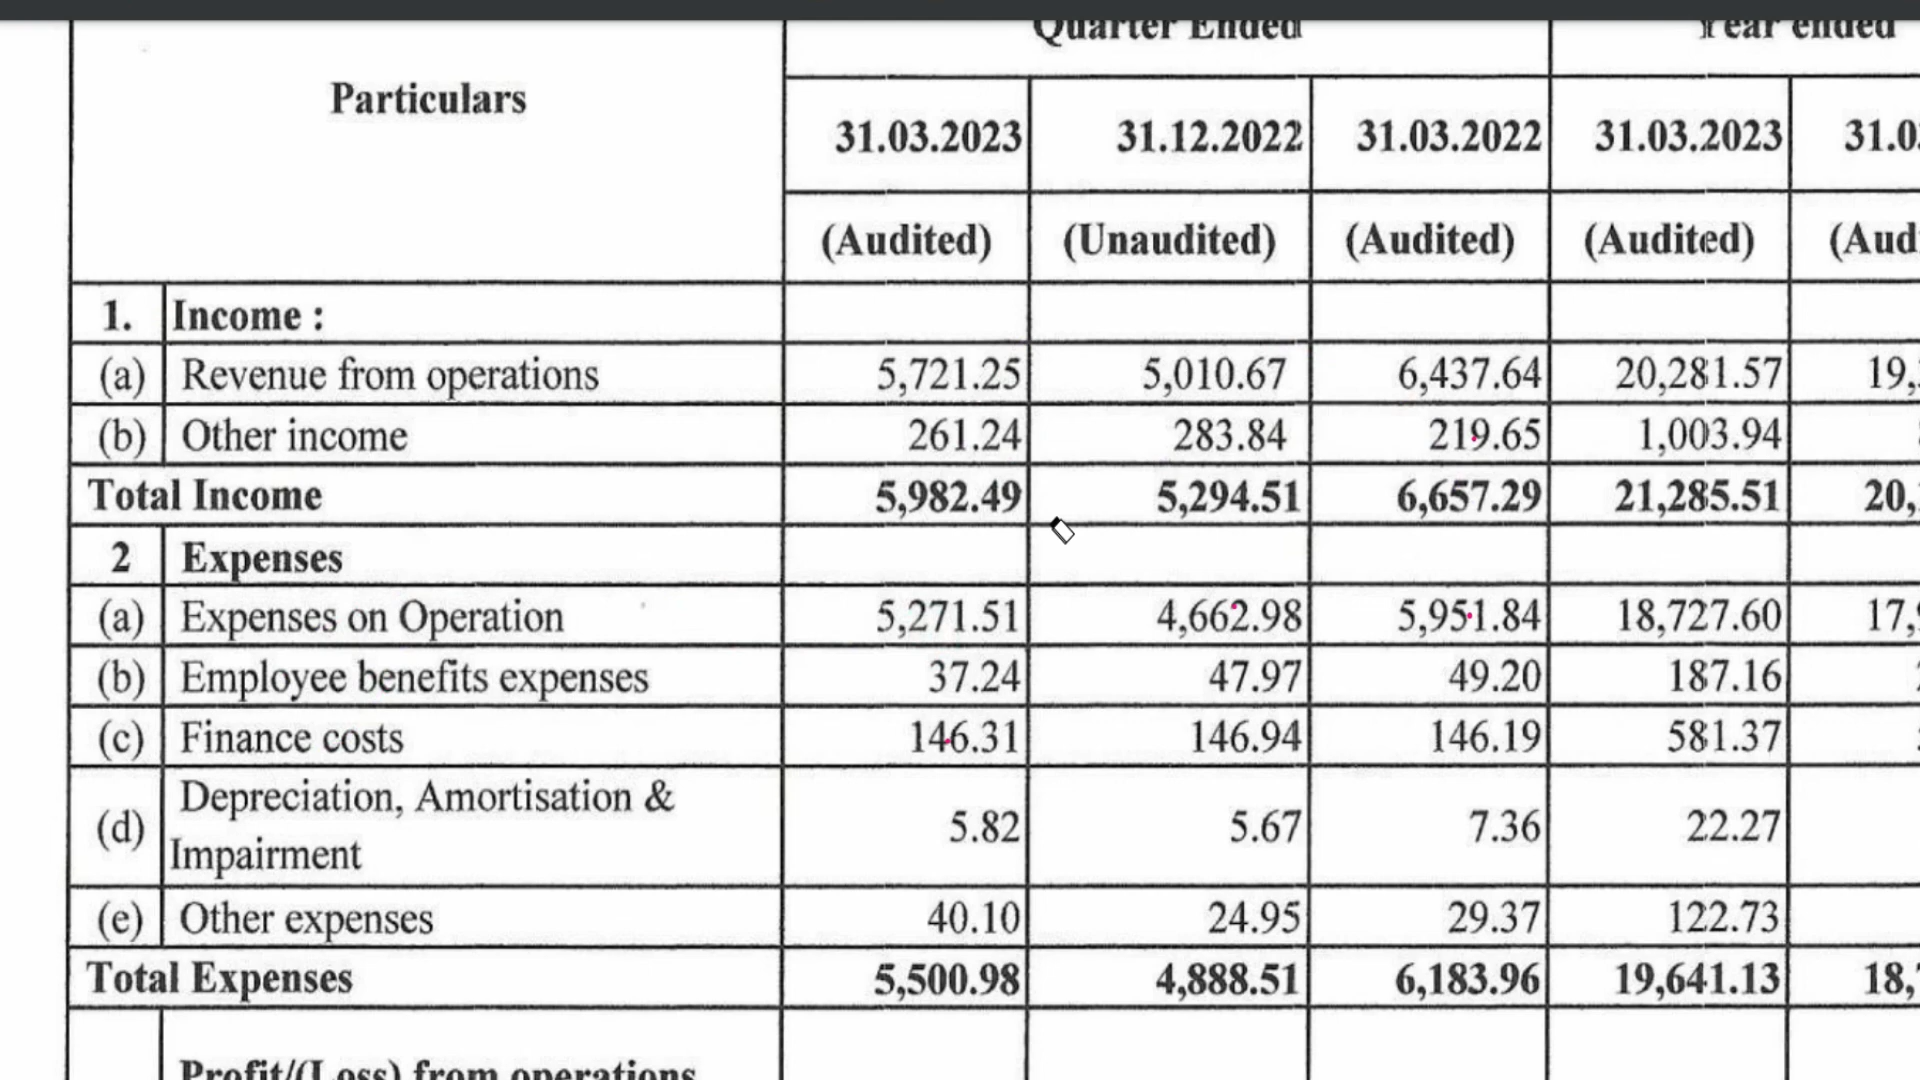 Quarter Ended Year ended
Particulars
31.03.2023 31.12.2022 31.03.2022 31.03.2023
(Audited) (Unaudited) (Audited) (Audited)
1. Income :
(a) Revenue from operations 5,721.25 5,010.67 6,437.64 20,281.57
(b) Other income 261.24 283.84 219.65 1,003.94
Total Income 5,982.49 5,294.51 6,657.29 21,285.51
2 Expenses
(a) Expenses on Operation 5,271.51 4,662.98 5,951.84 18,727.60
(b) Employee benefits expenses 37.24 47.97 49.20 187.16
(c) Finance costs 146.31 146.94 146.19 581.37
Depreciation, Amortisation &
(d) 5.82 5.67 7.36 22.27
Impairment
(e) Other expenses 40.10 24.95 29.37 122.73
Total Expenses 5,500.98 4,888.51 6,183.96 19,641.13
Profit/(Loss) from operations